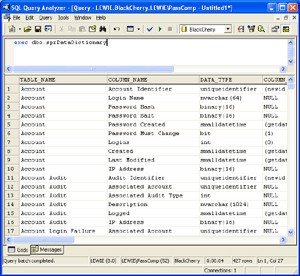 SQL Query Analyzer - [Query - LEWIE.BlackCherry.LEWIE\PassComp - Untitled1*]
File Edit Query Tools Window Help
BlackCherry
exec dbo.sprDataDictionary
TABLE_NAME COLUMN_NAME DATA_TYPE COLUMN
1 Account Account Identifier uniqueidentifier (newid
2 Account Login Name nvarchar(64) NULL
3 Account Password Hash binary(16) NULL
4 Account Password Salt binary(16) NULL
5 Account Password Created smalldatetime (getdat
6 Account Password Must Change bit (1)
7 Account Logins int (0)
8 Account Created smalldatetime (getdat
9 Account Last Modified smalldatetime (getdat
10 Account IP Address binary(16) NULL
11 Account Audit Audit Identifier uniqueidentifier (newid
12 Account Audit Associated Account uniqueidentifier NULL
13 Account Audit Associated Audit Type int NULL
14 Account Audit Description nvarchar(1024) NULL
15 Account Audit Logged smalldatetime (getdat
16 Account Audit IP Address binary(16) NULL
17 Account Login Failure Associated Account uniqueidentifier NULL
Grids Messages
Query batch completed. LEWIE (8.0) LEWIE\PassComp (52) BlackCherry 0:00:04 427 rows Ln 1, Col 27
Connections: 1